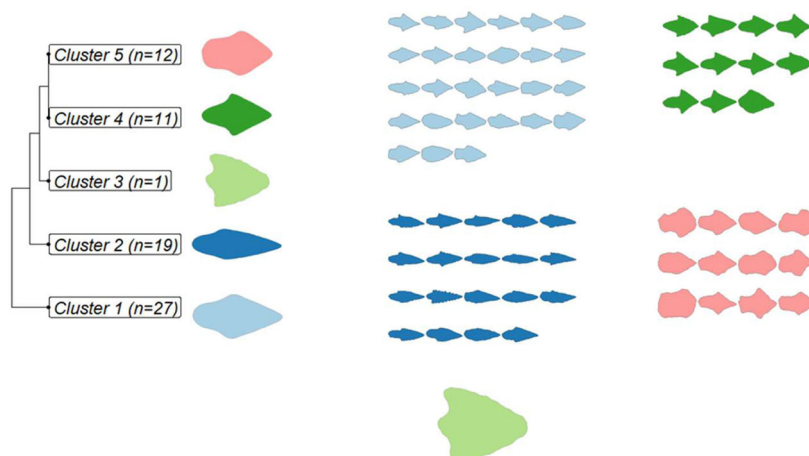 Cluster 5 (n=12)
Cluster 4 (n=11)
Cluster 3 (n=1)
Cluster 2 (n=19)
Cluster 1 (n=27)